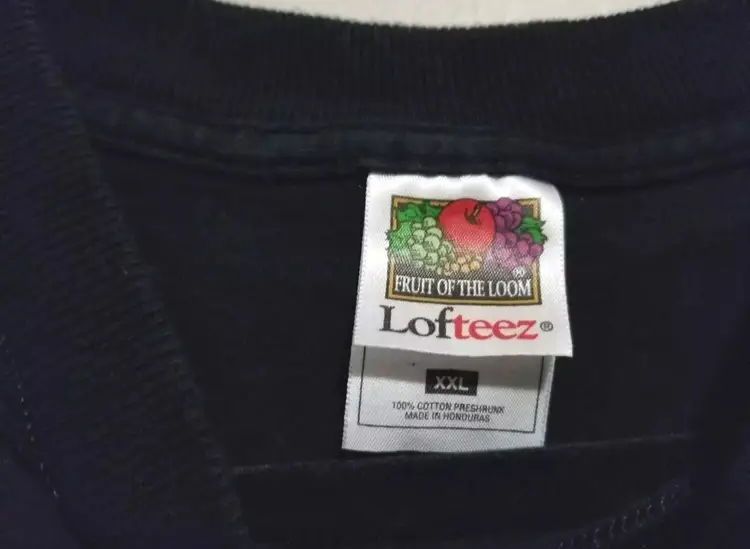 ®
FRUIT OF THE LOOM
Lofteez®
XXL
100% COTTON PRESHRUNK
MADE IN HONDURAS